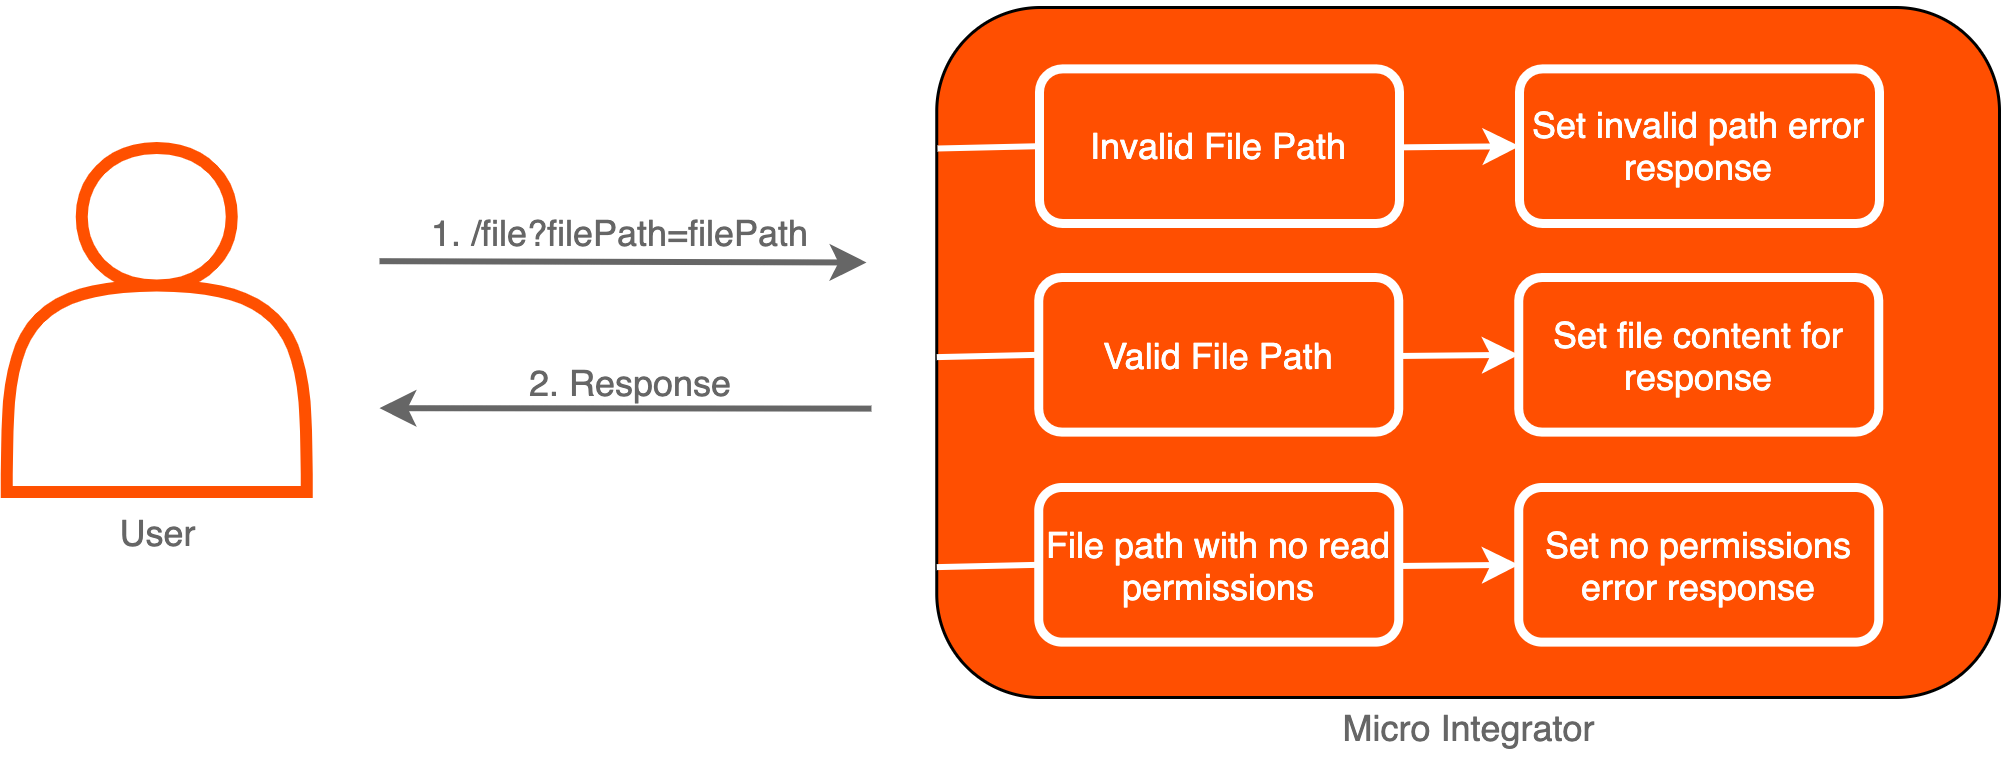 1. /file?filePath=filePath
2. Response
User
Invalid File Path
Set invalid path error
response
Valid File Path
Set file content for
response
File path with no read
permissions
Set no permissions
error response
Micro Integrator